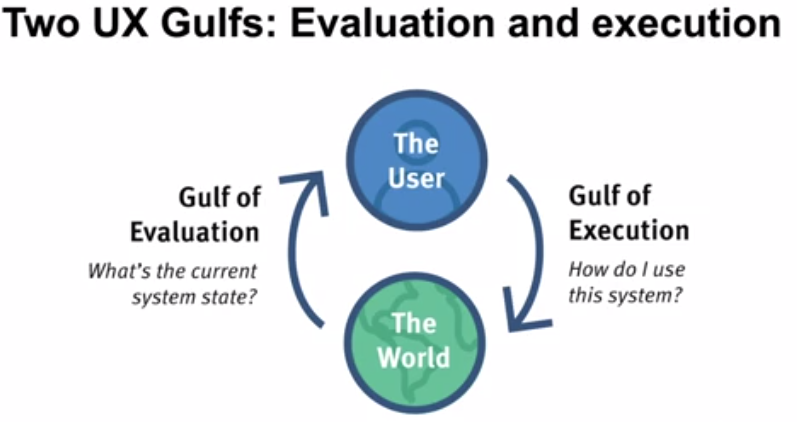 Two UX Gulfs: Evaluation and execution
The
User
Gulf of
Evaluation
What's the current
system state?
Gulf of
Execution
How do I use
this system?
The
World